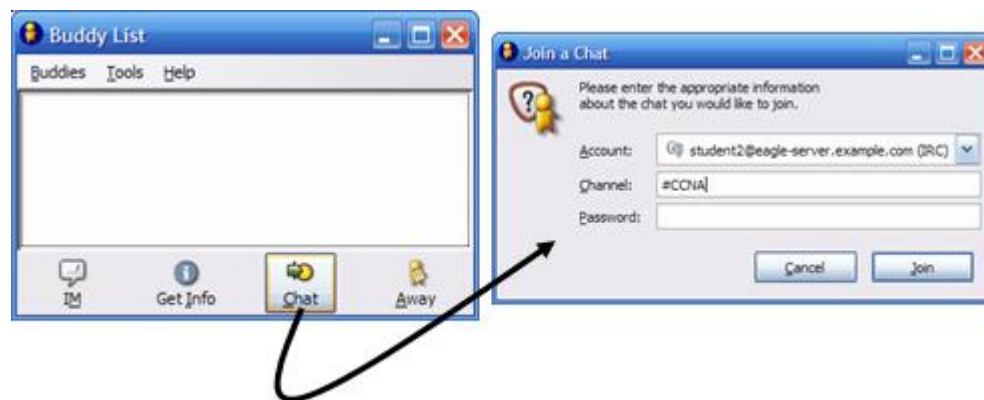 Buddy List
Buddies Tools Help
IM
Get Info
Chat
Away
Join a Chat
Please enter the appropriate information
about the chat you would like to join.
Account: student2@eagle-server.example.com (IRC)
Channel: #CCNA
Password:
Cancel
Join